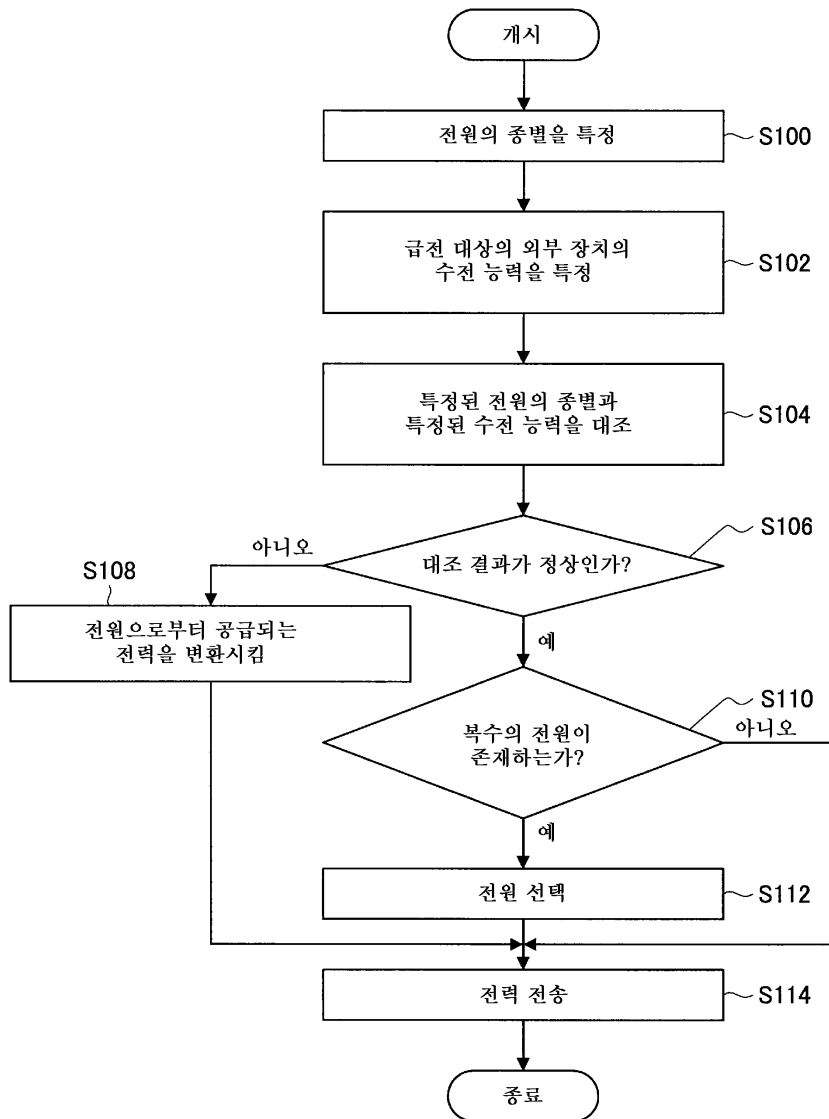 개시
전원의 종별을 특정
S100
급전 대상의 외부 장치의
수전 능력을 특정
S102
특정된 전원의 종별과
특정된 수전 능력을 대조
S104
대조 결과가 정상인가?
S106
아니오
S108
전원으로부터 공급되는
전력을 변환시킴
예
복수의 전원이
존재하는가?
S110
아니오
예
전원 선택
S112
전력 전송
S114
종료